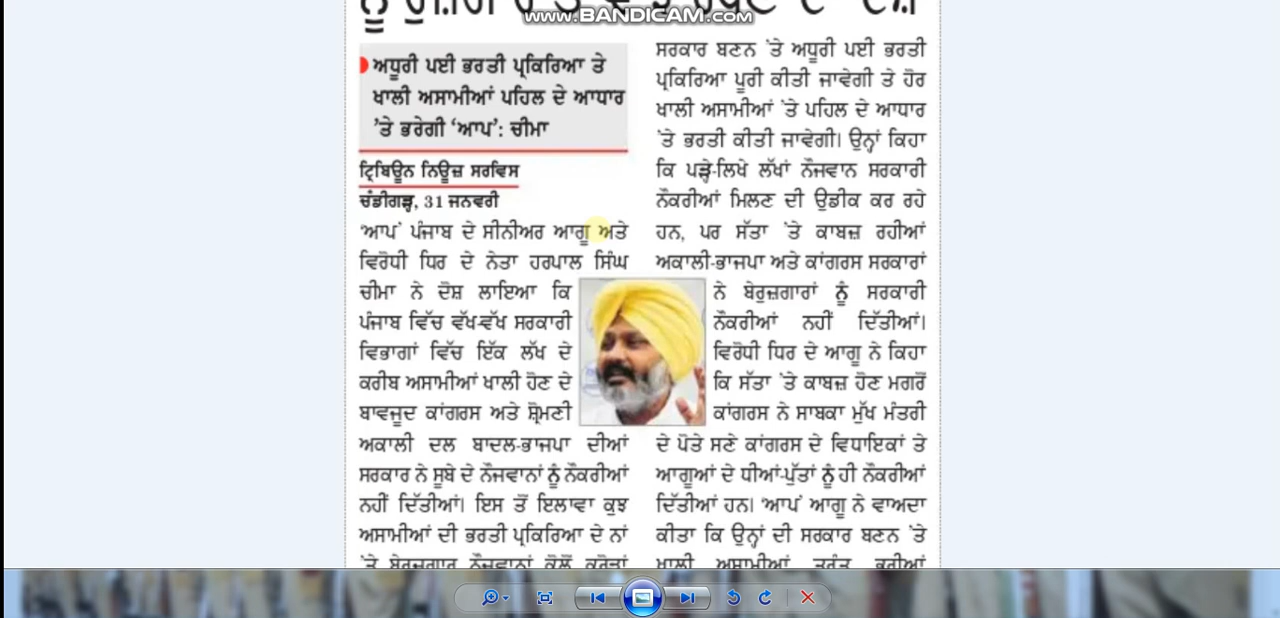 www.BANDICAM.com
ਅਧੂਰੀ ਪਈ ਭਰਤੀ ਪ੍ਰਕਿਰਿਆ ਤੇ
ਖਾਲੀ ਅਸਾਮੀਆਂ ਪਹਿਲ ਦੇ ਆਧਾਰ
'ਤੇ ਭਰੇਗੀ ‘ਆਪ’: ਚੀਮਾ
ਟ੍ਰਿਬਿਊਨ ਨਿਊਜ਼ ਸਰਵਿਸ
ਚੰਡੀਗੜ੍ਹ, 31 ਜਨਵਰੀ
‘ਆਪ’ ਪੰਜਾਬ ਦੇ ਸੀਨੀਅਰ ਆਗੂ ਅਤੇ
ਵਿਰੋਧੀ ਧਿਰ ਦੇ ਨੇਤਾ ਹਰਪਾਲ ਸਿੰਘ
ਚੀਮਾ ਨੇ ਦੋਸ਼ ਲਾਇਆ ਕਿ
ਪੰਜਾਬ ਵਿੱਚ ਵੱਖ-ਵੱਖ ਸਰਕਾਰੀ
ਵਿਭਾਗਾਂ ਵਿੱਚ ਇੱਕ ਲੱਖ ਦੇ
ਕਰੀਬ ਅਸਾਮੀਆਂ ਖਾਲੀ ਹੋਣ ਦੇ
ਬਾਵਜੂਦ ਕਾਂਗਰਸ ਅਤੇ ਸ਼੍ਰੋਮਣੀ
ਅਕਾਲੀ ਦਲ ਬਾਦਲ-ਭਾਜਪਾ ਦੀਆਂ
ਸਰਕਾਰ ਨੇ ਸੂਬੇ ਦੇ ਨੌਜਵਾਨਾਂ ਨੂੰ ਨੌਕਰੀਆਂ
ਨਹੀਂ ਦਿੱਤੀਆਂ। ਇਸ ਤੋਂ ਇਲਾਵਾ ਕੁਝ
ਅਸਾਮੀਆਂ ਦੀ ਭਰਤੀ ਪ੍ਰਕਿਰਿਆ ਦੇ ਨਾਂ
'ਤੇ ਬੇਰੁਜ਼ਗਾਰ ਨੌਜਵਾਨਾਂ ਕੋਲੋਂ ਕਰੋੜਾਂ
ਸਰਕਾਰ ਬਣਨ 'ਤੇ ਅਧੂਰੀ ਪਈ ਭਰਤੀ
ਪ੍ਰਕਿਰਿਆ ਪੂਰੀ ਕੀਤੀ ਜਾਵੇਗੀ ਤੇ ਹੋਰ
ਖਾਲੀ ਅਸਾਮੀਆਂ 'ਤੇ ਪਹਿਲ ਦੇ ਆਧਾਰ
'ਤੇ ਭਰਤੀ ਕੀਤੀ ਜਾਵੇਗੀ। ਉਨ੍ਹਾਂ ਕਿਹਾ
ਕਿ ਪੜ੍ਹੇ-ਲਿਖੇ ਲੱਖਾਂ ਨੌਜਵਾਨ ਸਰਕਾਰੀ
ਨੌਕਰੀਆਂ ਮਿਲਣ ਦੀ ਉਡੀਕ ਕਰ ਰਹੇ
ਹਨ, ਪਰ ਸੱਤਾ 'ਤੇ ਕਾਬਜ਼ ਰਹੀਆਂ
ਅਕਾਲੀ-ਭਾਜਪਾ ਅਤੇ ਕਾਂਗਰਸ ਸਰਕਾਰਾਂ
ਨੇ ਬੇਰੁਜ਼ਗਾਰਾਂ ਨੂੰ ਸਰਕਾਰੀ
ਨੌਕਰੀਆਂ ਨਹੀਂ ਦਿੱਤੀਆਂ।
ਵਿਰੋਧੀ ਧਿਰ ਦੇ ਆਗੂ ਨੇ ਕਿਹਾ
ਕਿ ਸੱਤਾ 'ਤੇ ਕਾਬਜ਼ ਹੋਣ ਮਗਰੋਂ
ਕਾਂਗਰਸ ਨੇ ਸਾਬਕਾ ਮੁੱਖ ਮੰਤਰੀ
ਦੇ ਪੋਤੇ ਸਣੇ ਕਾਂਗਰਸ ਦੇ ਵਿਧਾਇਕਾਂ ਤੇ
ਆਗੂਆਂ ਦੇ ਧੀਆਂ-ਪੁੱਤਾਂ ਨੂੰ ਹੀ ਨੌਕਰੀਆਂ
ਦਿੱਤੀਆਂ ਹਨ। ‘ਆਪ’ ਆਗੂ ਨੇ ਵਾਅਦਾ
ਕੀਤਾ ਕਿ ਉਨ੍ਹਾਂ ਦੀ ਸਰਕਾਰ ਬਣਨ 'ਤੇ
ਖਾਲੀ ਅਸਾਮੀਆਂ ਤੁਰੰਤ ਭਰੀਆਂ